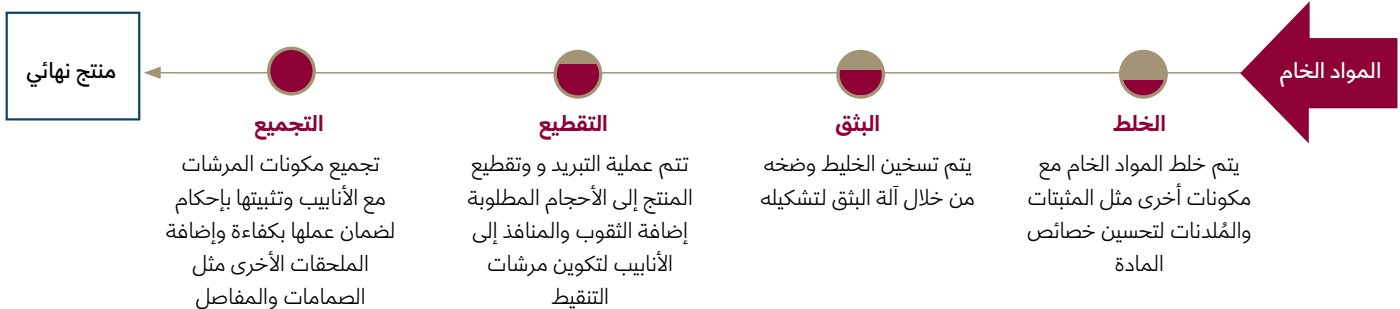 المواد الخام
الخلط
يتم خلط المواد الخام مع
مكونات أخرى مثل المثبتات
والمُلدنات لتحسين خصائص
المادة
البثق
يتم تسخين الخليط وضخه
من خلال آلة البثق لتشكيله
التقطيع
تتم عملية التبريد و وتقطيع
المنتج إلى الأحجام المطلوبة
إضافة الثقوب والمنافذ إلى
الأنابيب لتكوين مرشات
التنقيط
التجميع
تجميع مكونات المرشات
مع الأنابيب وتثبيتها بإحكام
لضمان عملها بكفاءة وإضافة
الملحقات الأخرى مثل
الصمامات والمفاصل
منتج نهائي